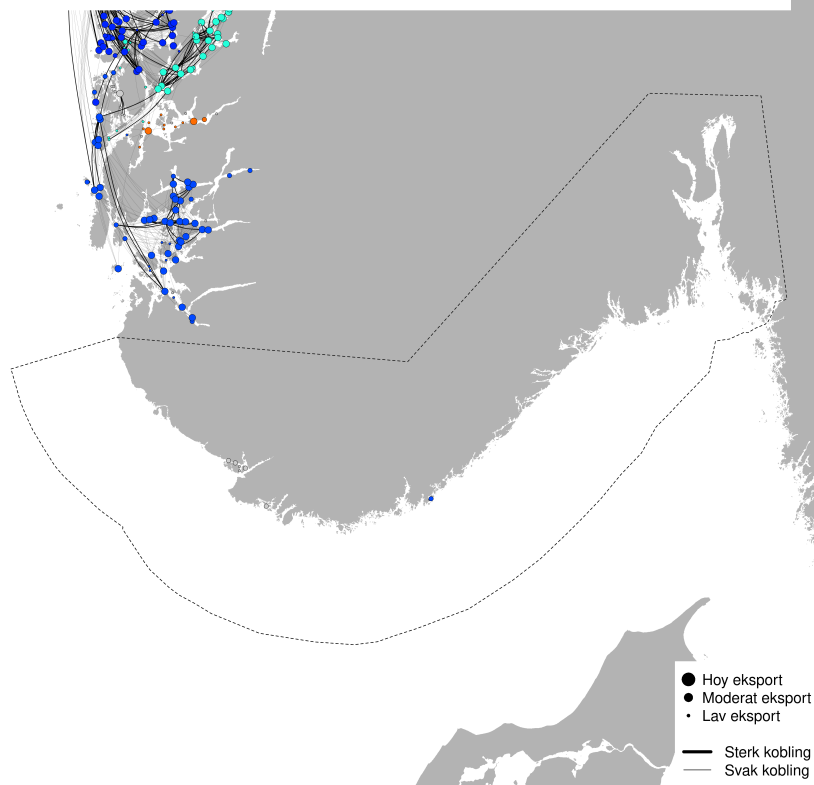 Hoy eksport
Moderat eksport
Lav eksport
Sterk kobling
Svak kobling